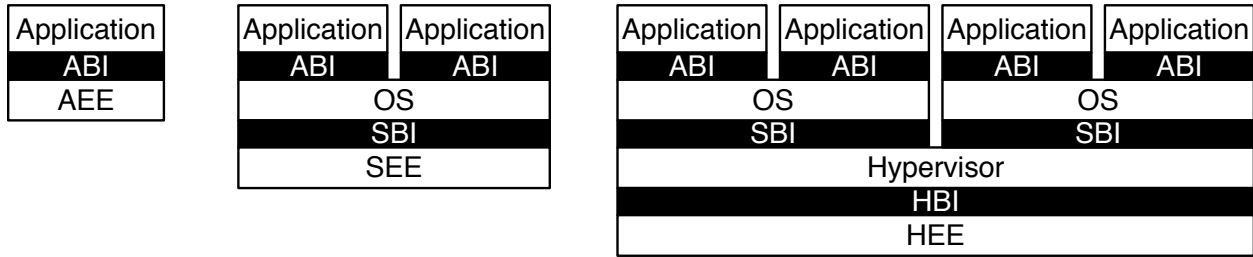 Application
ABI
AEE
Application Application
ABI ABI
OS
SBI
SEE
Application Application Application Application
ABI ABI ABI ABI
OS OS
SBI SBI
Hypervisor
HBI
HEE